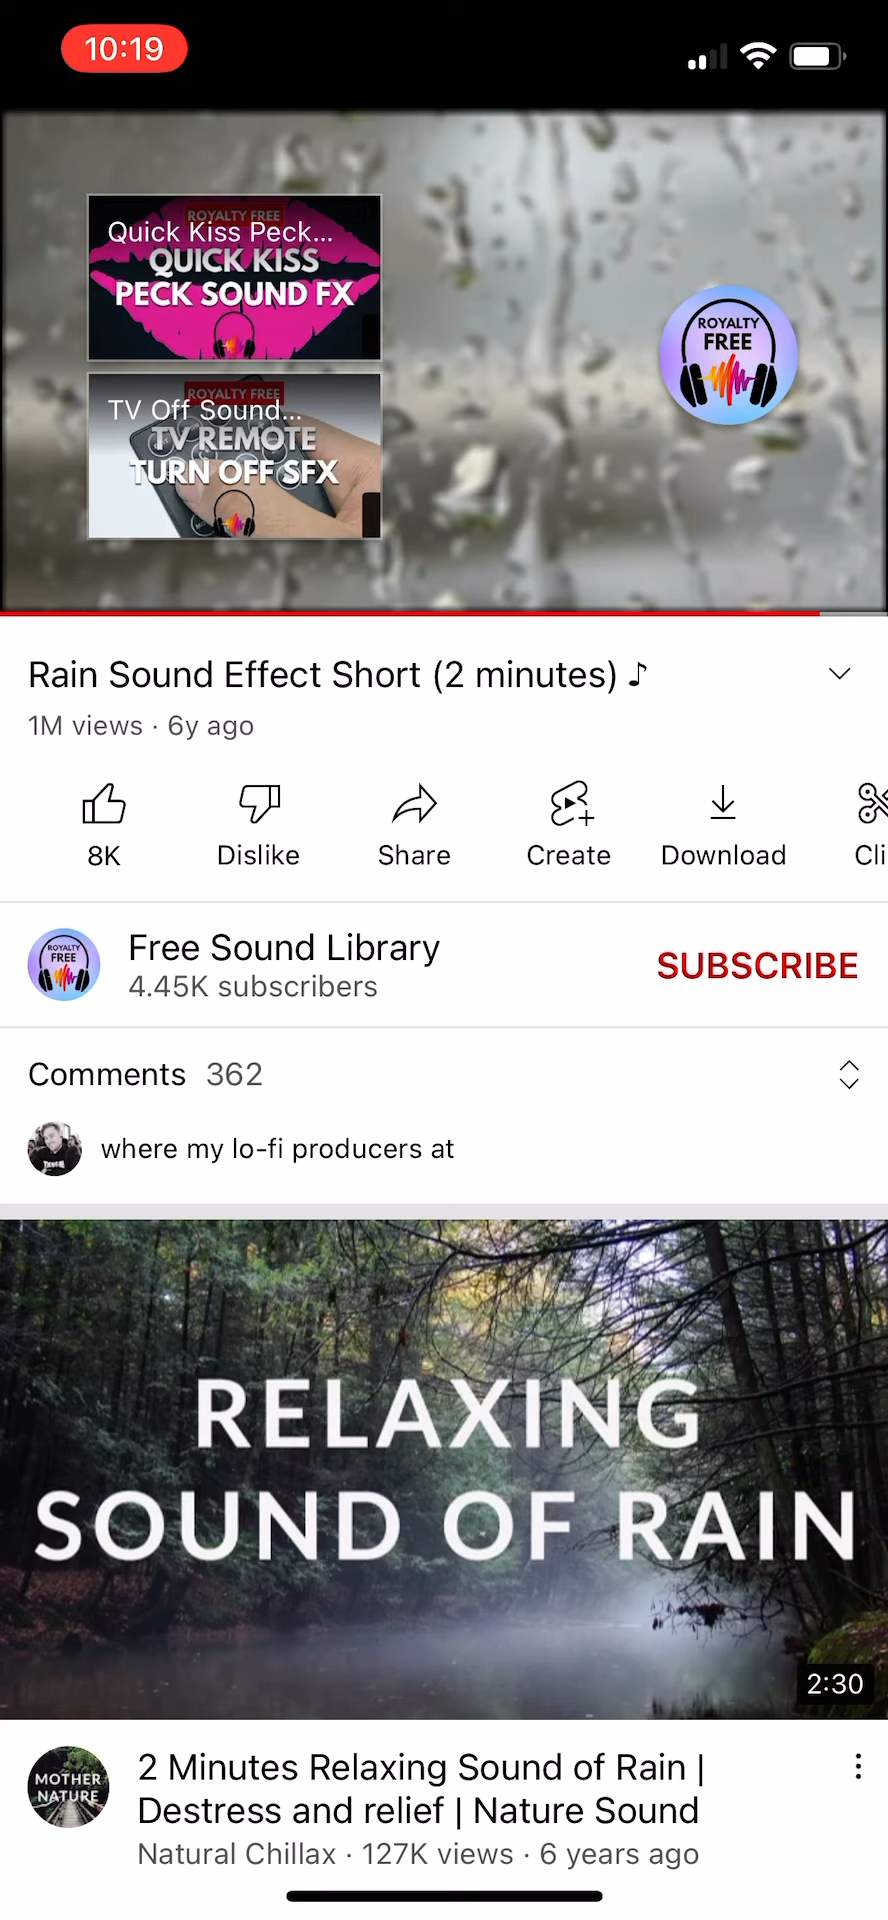 10:19
ROYALTY FREE
Quick Kiss Peck...
QUICK KISS
PECK SOUND FX
ROYALTY
FREE
ROYALTY FREE
TV Off Sound...
TV REMOTE
TURN OFF SFX
Rain Sound Effect Short (2 minutes) ♪
1M views · 6y ago
8K
Dislike
Share
Create
Download
Cli
ROYALTY
FREE
Free Sound Library
4.45K subscribers
SUBSCRIBE
Comments 362
where my lo-fi producers at
RELAXING
SOUND OF RAIN
2:30
MOTHER
NATURE
2 Minutes Relaxing Sound of Rain |
Destress and relief | Nature Sound
Natural Chillax · 127K views · 6 years ago